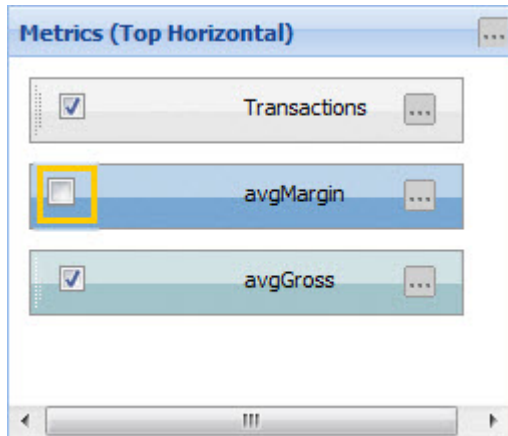 Metrics (Top Horizontal)
...
Transactions
...
avgMargin
...
avgGross
...